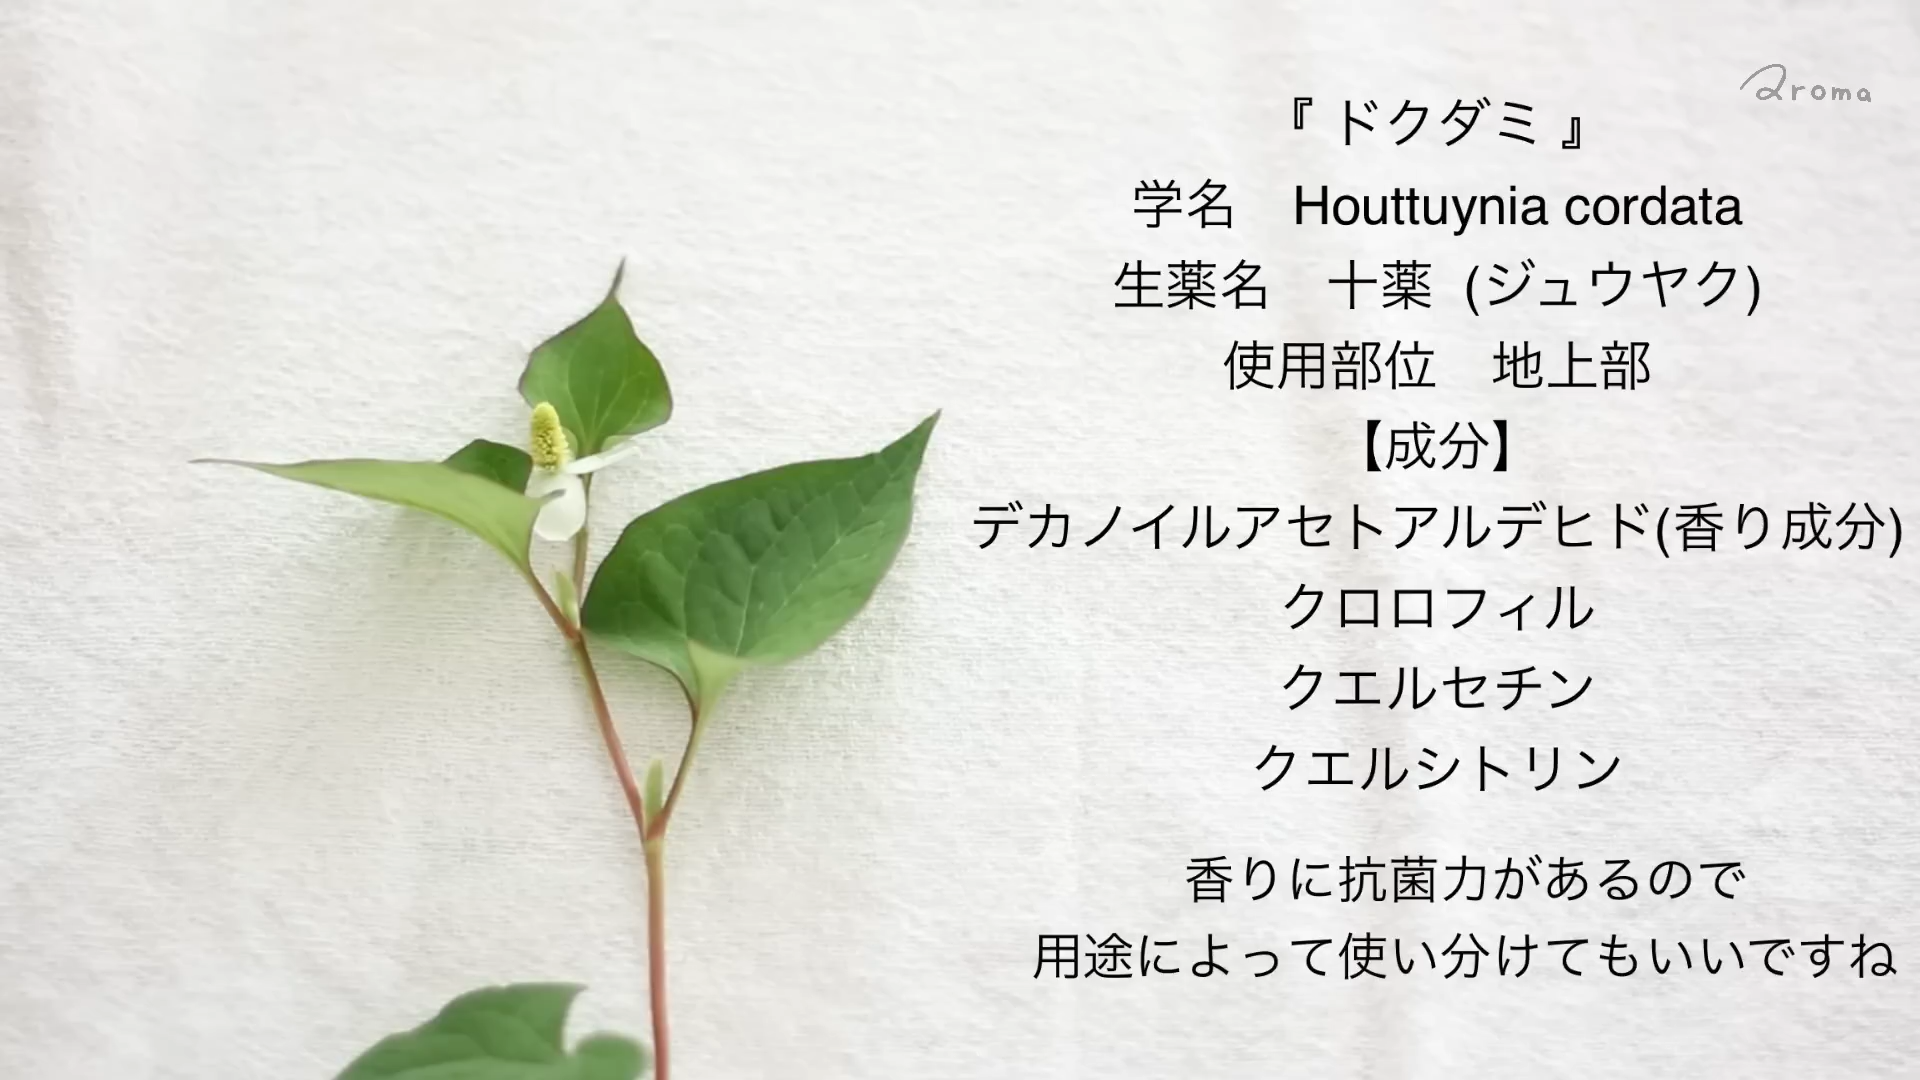 aroma
『 ドクダミ 』
学名　Houttuynia cordata
生薬名　十薬 (ジュウヤク)
使用部位　地上部
【成分】
デカノイルアセトアルデヒド(香り成分)
クロロフィル
クエルセチン
クエルシトリン
香りに抗菌力があるので
用途によって使い分けてもいいですね